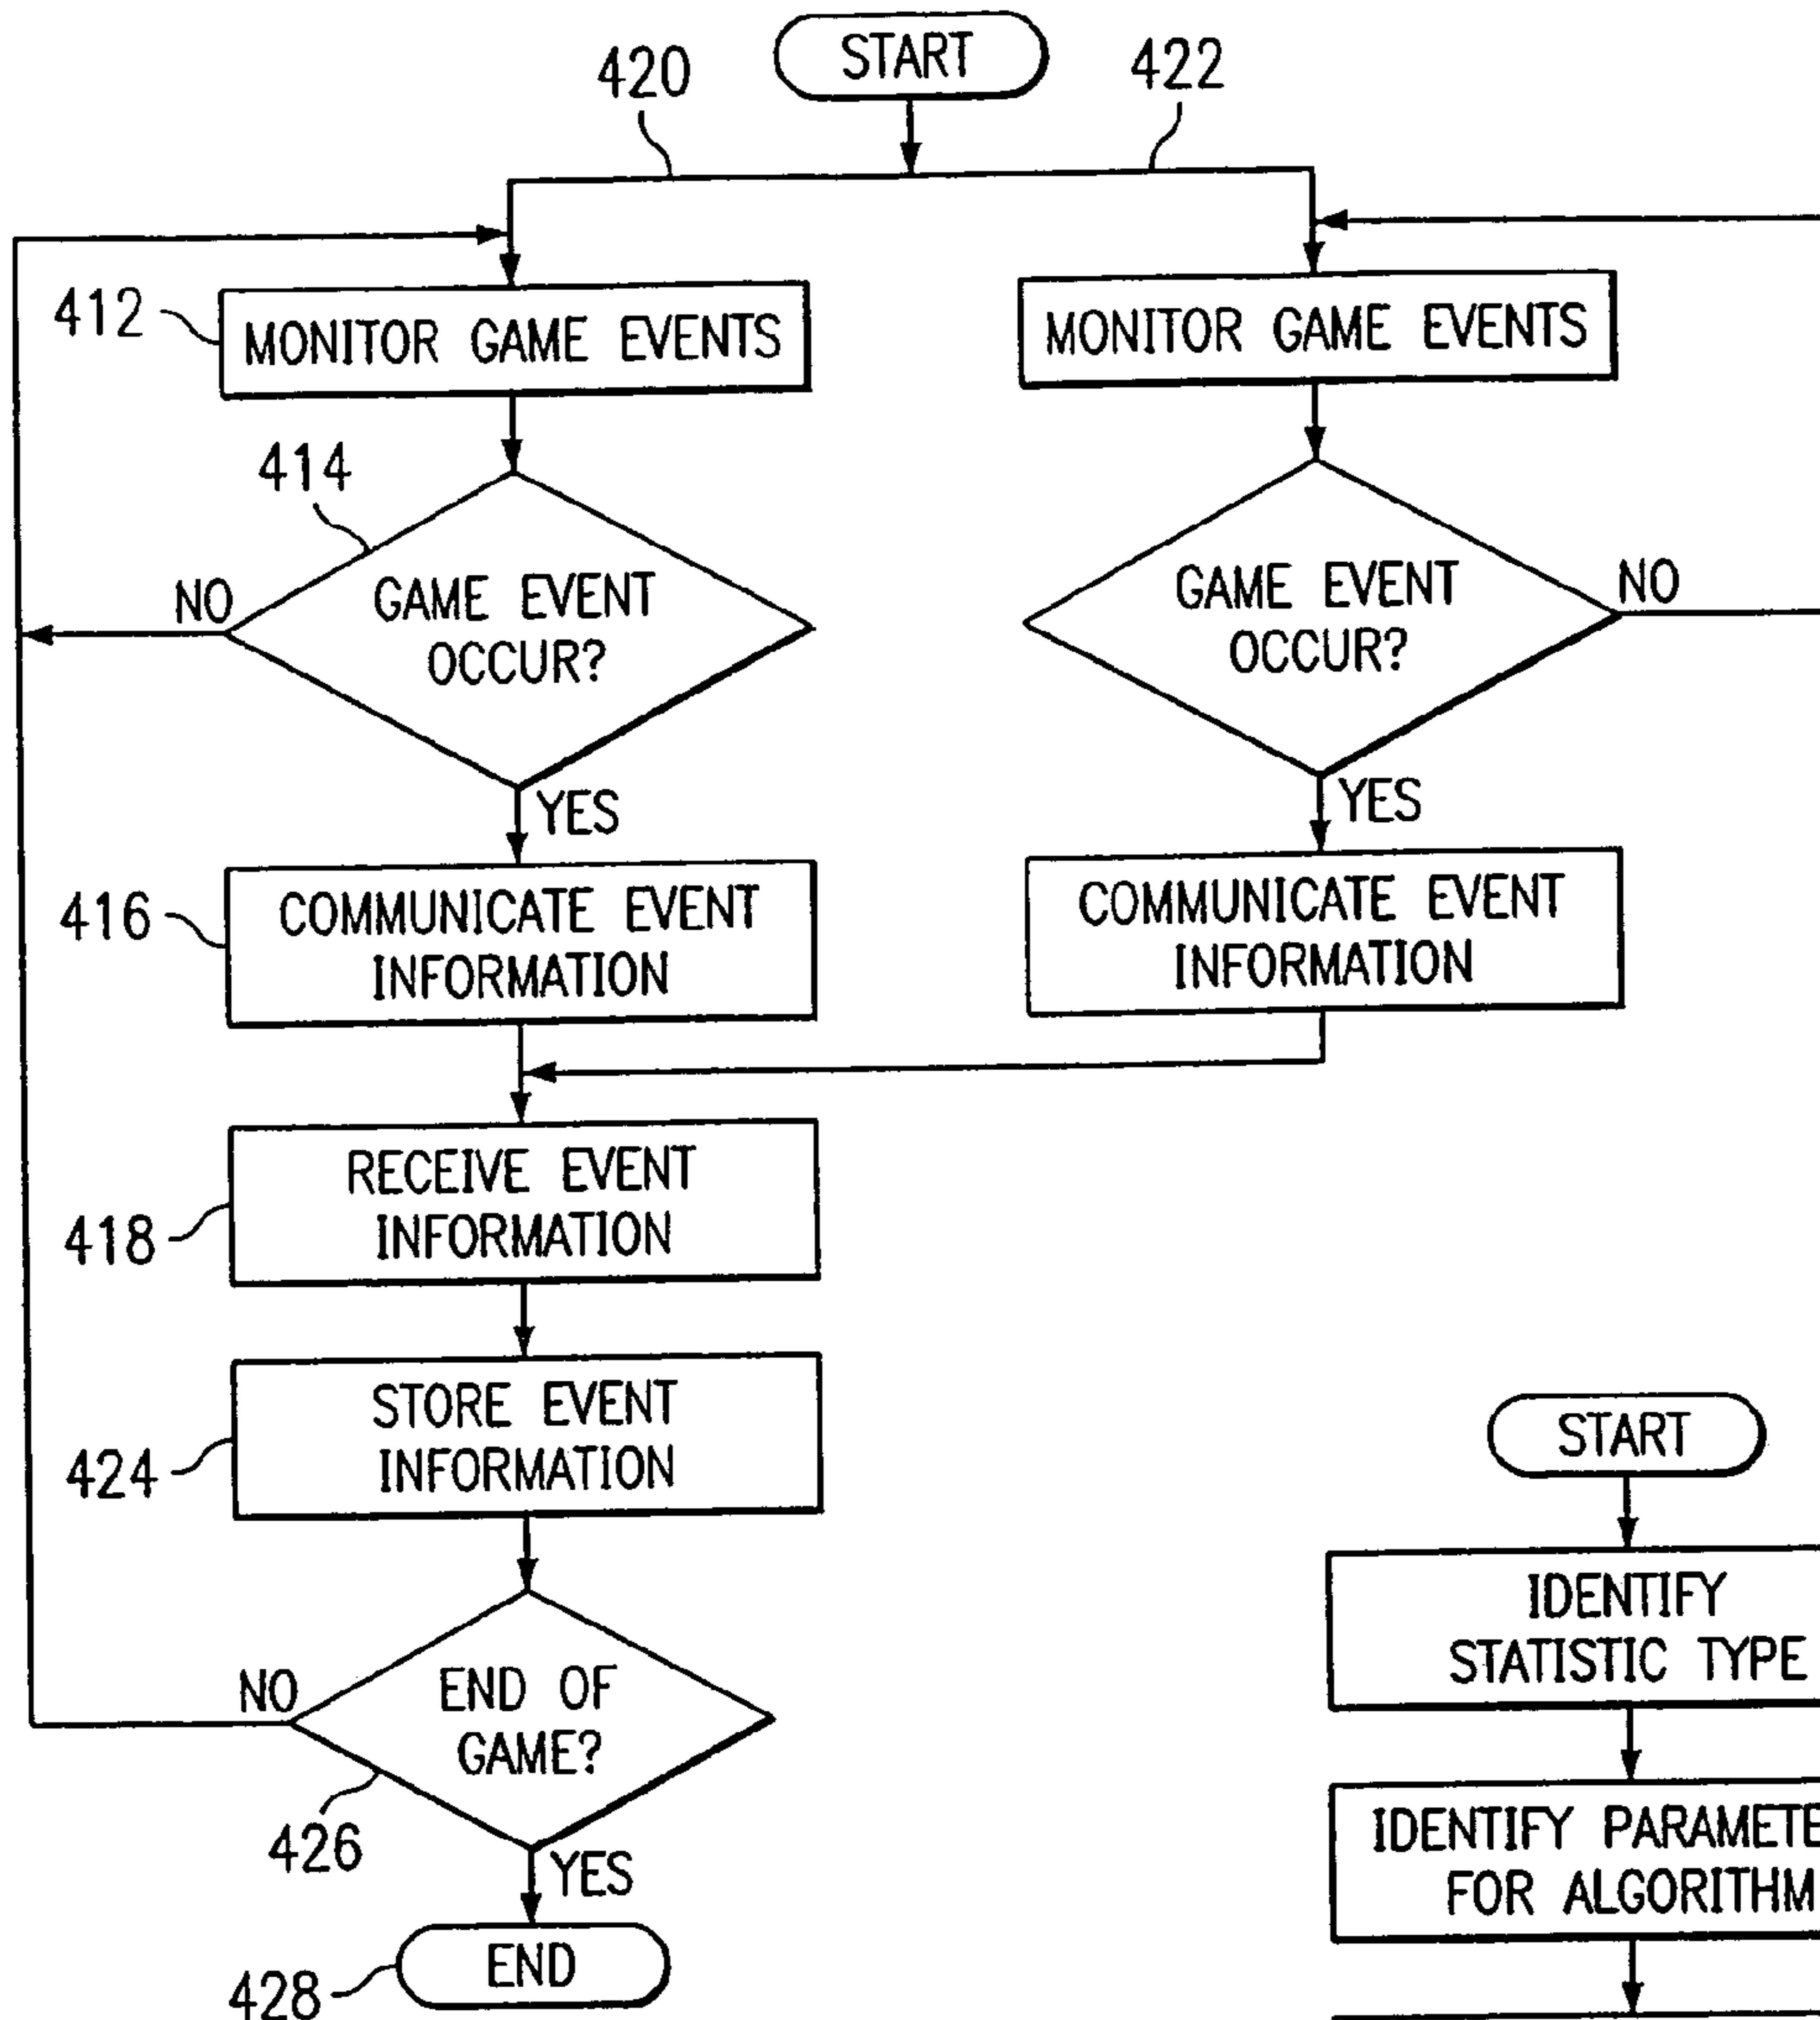 START
420
422
412
MONITOR GAME EVENTS
MONITOR GAME EVENTS
414
NO
GAME EVENT
OCCUR?
GAME EVENT
OCCUR?
NO
YES
YES
416
COMMUNICATE EVENT
INFORMATION
COMMUNICATE EVENT
INFORMATION
418
RECEIVE EVENT
INFORMATION
424
STORE EVENT
INFORMATION
NO
END OF
GAME?
426
YES
428
END
START
IDENTIFY
STATISTIC TYPE
IDENTIFY PARAMETE
FOR ALGORITHM